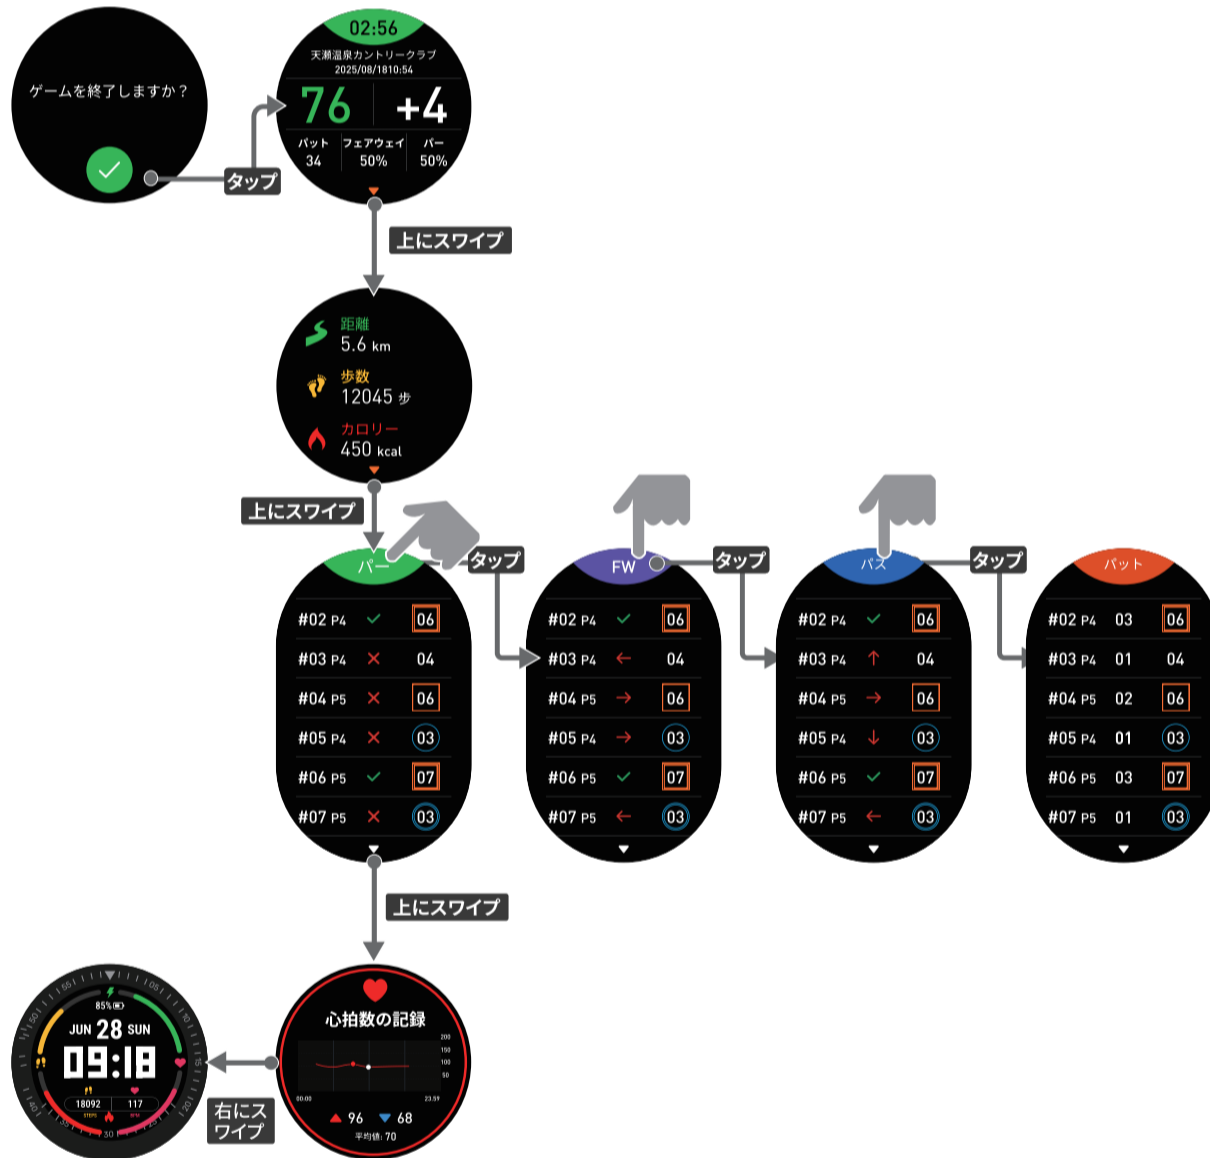 ゲームを終了しますか？
タップ
02:56
天瀬温泉カントリークラブ
2025/08/1810:54
76 +4
パット フェアウェイ パー
34 50% 50%
上にスワイプ
距離
5.6 km
歩数
12045 歩
カロリー
450 kcal
上にスワイプ
パー
#02 P4 06
#03 P4 04
#04 P5 06
#05 P4 03
#06 P5 07
#07 P5 03
タップ
FW
#02 P4 06
#03 P4 04
#04 P5 06
#05 P4 03
#06 P5 07
#07 P5 03
タップ
パス
#02 P4 06
#03 P4 04
#04 P5 06
#05 P4 03
#06 P5 07
#07 P5 03
タップ
パット
#02 P4 03 06
#03 P4 01 04
#04 P5 02 06
#05 P4 01 03
#06 P5 03 07
#07 P5 01 03
上にスワイプ
心拍数の記録
200
150
100
50
00:00 23.59
96 68
平均値: 70
右にス
ワイプ
85%
JUN 28 SUN
09:18
18092 117
STEPS BPM
55 05 10 15 20 25 30 40 50